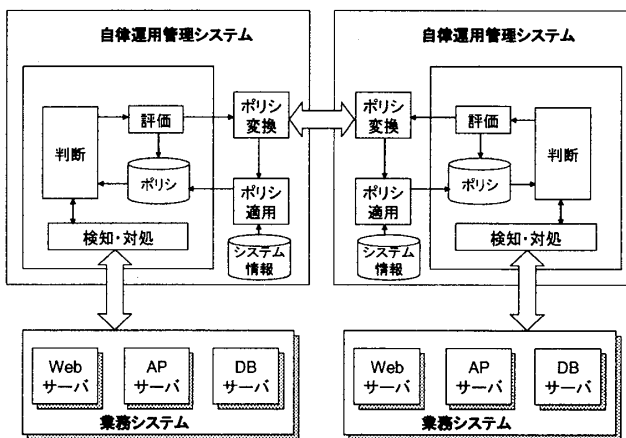 自律運用管理システム
判断
評価
ポリシ
検知・対処
ポリシ
変換
ポリシ
適用
システム
情報
Web
サーバ
AP
サーバ
DB
サーバ
業務システム
自律運用管理システム
ポリシ
変換
ポリシ
適用
システム
情報
評価
ポリシ
判断
検知・対処
Web
サーバ
AP
サーバ
DB
サーバ
業務システム